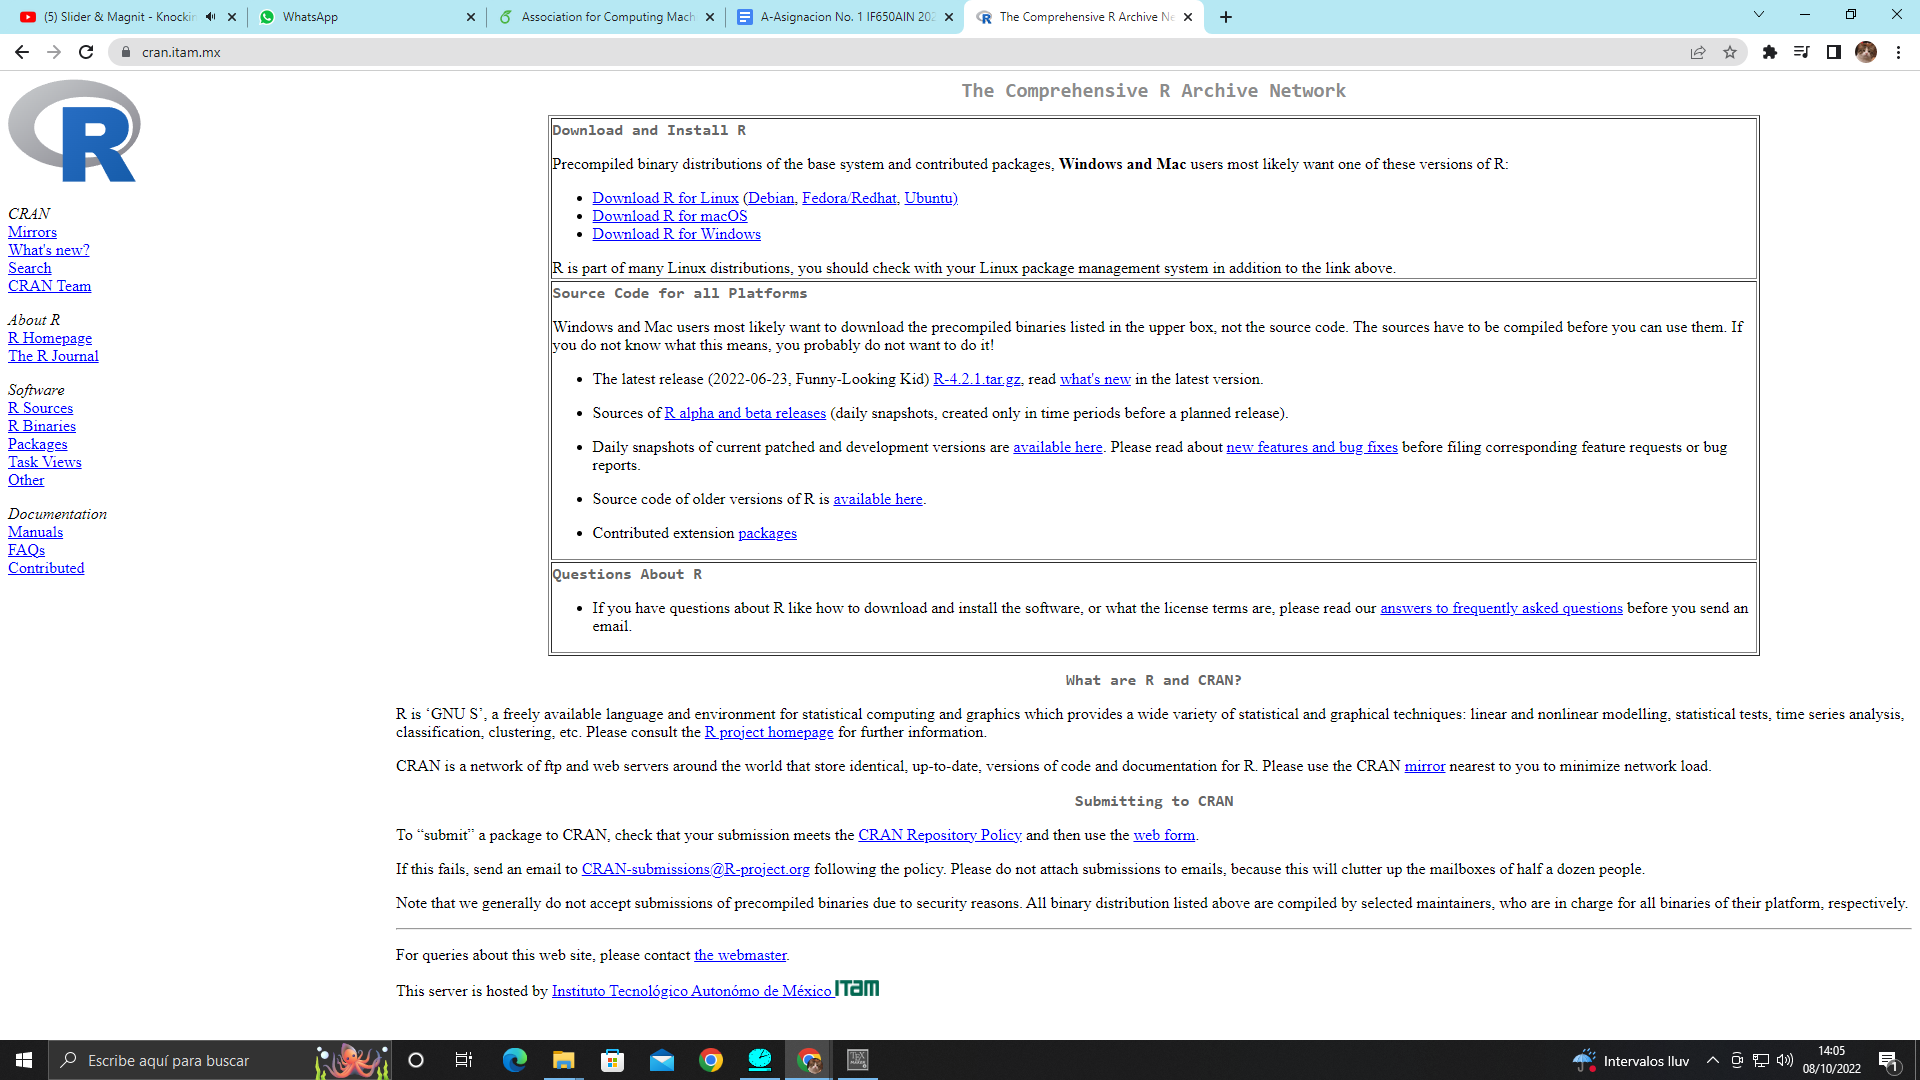 (5) Slider & Magnit - Knockin
WhatsApp
Association for Computing Mach
A-Asignacion No. 1 IF650AIN 202
The Comprehensive R Archive Ne
cran.itam.mx
R
CRAN
Mirrors
What's new?
Search
CRAN Team
About R
R Homepage
The R Journal
Software
R Sources
R Binaries
Packages
Task Views
Other
Documentation
Manuals
FAQs
Contributed
The Comprehensive R Archive Network
Download and Install R
Precompiled binary distributions of the base system and contributed packages, Windows and Mac users most likely want one of these versions of R:
Download R for Linux (Debian, Fedora/Redhat, Ubuntu)
Download R for macOS
Download R for Windows
R is part of many Linux distributions, you should check with your Linux package management system in addition to the link above.
Source Code for all Platforms
Windows and Mac users most likely want to download the precompiled binaries listed in the upper box, not the source code. The sources have to be compiled before you can use them. If
you do not know what this means, you probably do not want to do it!
The latest release (2022-06-23, Funny-Looking Kid) R-4.2.1.tar.gz, read what's new in the latest version.
Sources of R alpha and beta releases (daily snapshots, created only in time periods before a planned release).
Daily snapshots of current patched and development versions are available here. Please read about new features and bug fixes before filing corresponding feature requests or bug
reports.
Source code of older versions of R is available here.
Contributed extension packages
Questions About R
If you have questions about R like how to download and install the software, or what the license terms are, please read our answers to frequently asked questions before you send an
email.
What are R and CRAN?
R is ‘GNU S’, a freely available language and environment for statistical computing and graphics which provides a wide variety of statistical and graphical techniques: linear and nonlinear modelling, statistical tests, time series analysis,
classification, clustering, etc. Please consult the R project homepage for further information.
CRAN is a network of ftp and web servers around the world that store identical, up-to-date, versions of code and documentation for R. Please use the CRAN mirror nearest to you to minimize network load.
Submitting to CRAN
To “submit” a package to CRAN, check that your submission meets the CRAN Repository Policy and then use the web form.
If this fails, send an email to CRAN-submissions@R-project.org following the policy. Please do not attach submissions to emails, because this will clutter up the mailboxes of half a dozen people.
Note that we generally do not accept submissions of precompiled binaries due to security reasons. All binary distribution listed above are compiled by selected maintainers, who are in charge for all binaries of their platform, respectively.
For queries about this web site, please contact the webmaster.
This server is hosted by Instituto Tecnológico Autonómo de México ITAM
Escribe aquí para buscar
Intervalos lluv
14:05
08/10/2022
1